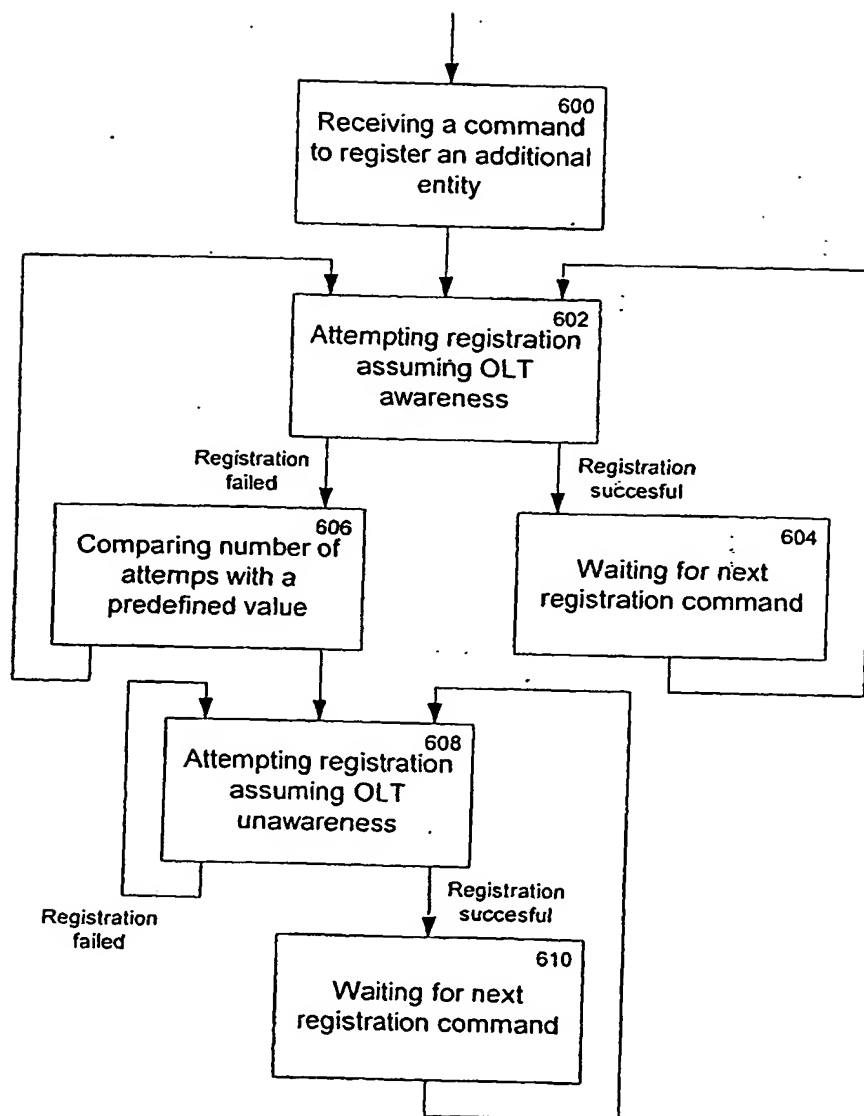 600
Receiving a command
to register an additional
entity
602
Attempting registration
assuming OLT
awareness
Registration
failed
Registration
succesful
606
Comparing number of
attemps with a
predefined value
604
Waiting for next
registration command
608
Attempting registration
assuming OLT
unawareness
Registration
failed
Registration
succesful
610
Waiting for next
registration command